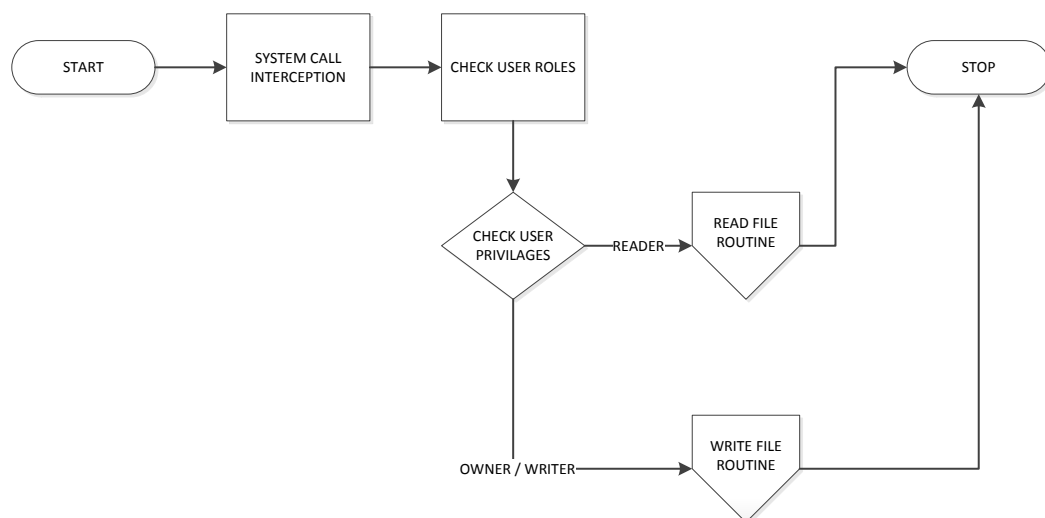 START
SYSTEM CALL
INTERCEPTION
CHECK USER ROLES
STOP
CHECK USER
PRIVILAGES
READER
READ FILE
ROUTINE
OWNER / WRITER
WRITE FILE
ROUTINE